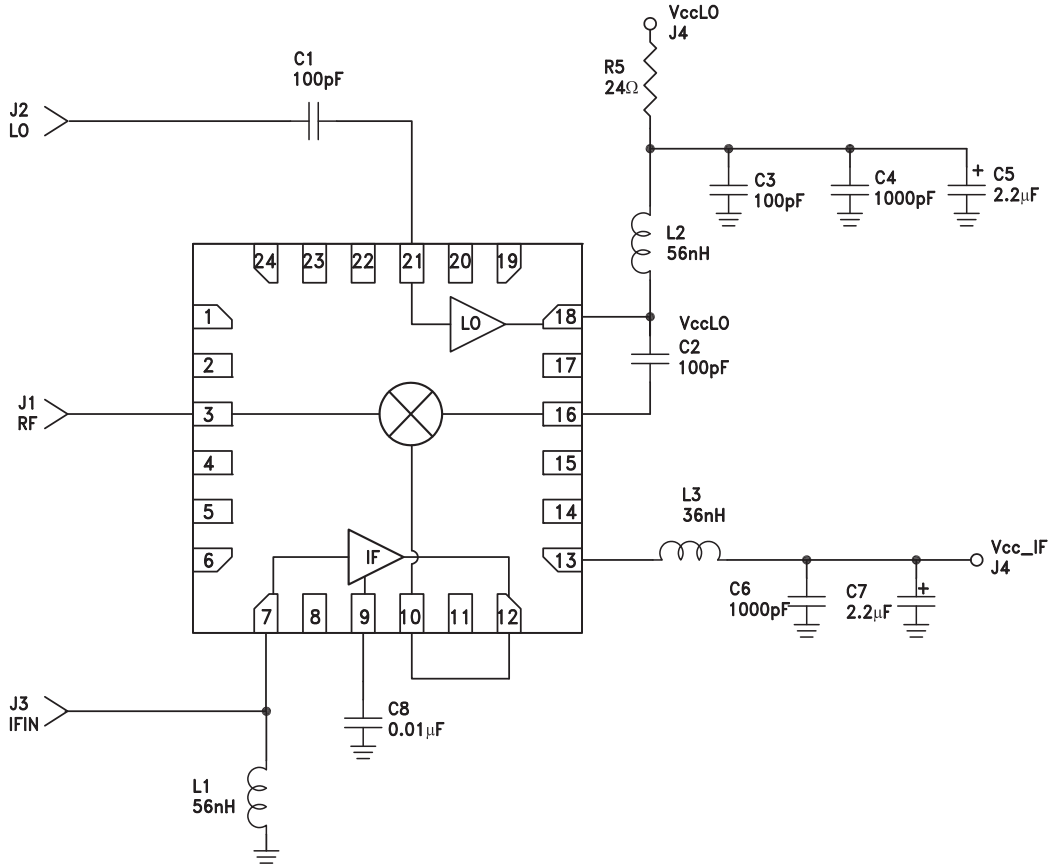 VccLO
J4
R5
24Ω
C1
100pF
J2
LO
C3
100pF
C4
1000pF
+ C5
2.2µF
L2
56nH
24 23 22 21 20 19
1
LO
18
VccLO
C2
100pF
2
17
J1
RF
3
16
4
15
5
14
6
13
L3
36nH
Vcc_IF
J4
IF
C6
1000pF
C7
2.2µF
+
7 8 9 10 11 12
J3
IFIN
C8
0.01µF
L1
56nH